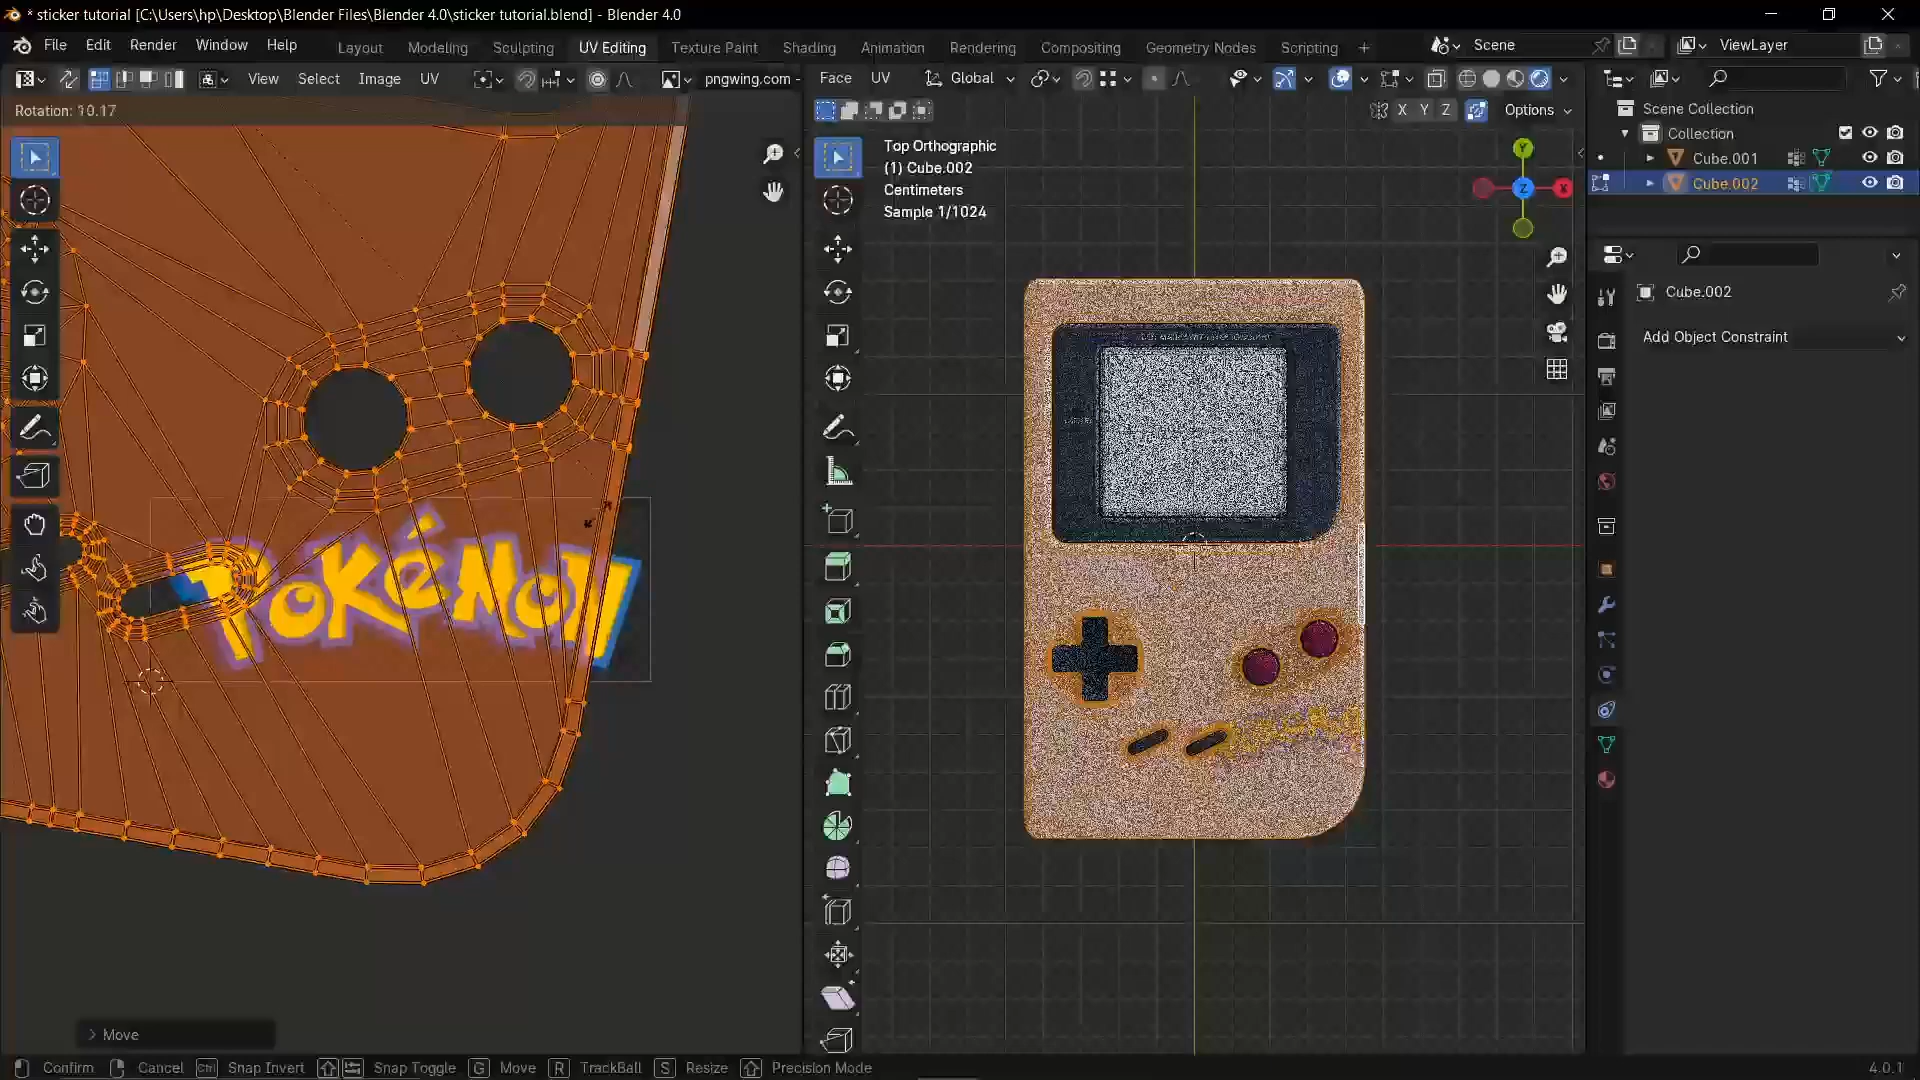 * sticker tutorial [C:\Users\hp\Desktop\Blender Files\Blender 4.0\sticker tutorial.blend] - Blender 4.0
File Edit Render Window Help Layout Modeling Sculpting UV Editing Texture Paint Shading Animation Rendering Compositing Geometry Nodes Scripting + Scene ViewLayer
View Select Image UV pngwing.com - Face UV Global
Rotation: 10.17
X Y Z Options
Scene Collection
Collection
Cube.001
Cube.002
Top Orthographic
(1) Cube.002
Centimeters
Sample 1/1024
Y
Z X
Cube.002
Add Object Constraint
POKéMON
Move
Confirm Cancel Ctrl Snap Invert Snap Toggle G Move R TrackBall S Resize Precision Mode 4.0.1